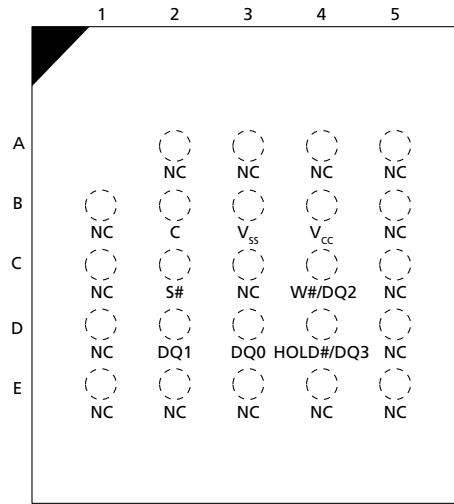 1 2 3 4 5
A
NC NC NC NC
B
NC C VSS VCC NC
C
NC S# NC W#/DQ2 NC
D
NC DQ1 DQ0 HOLD#/DQ3 NC
E
NC NC NC NC NC